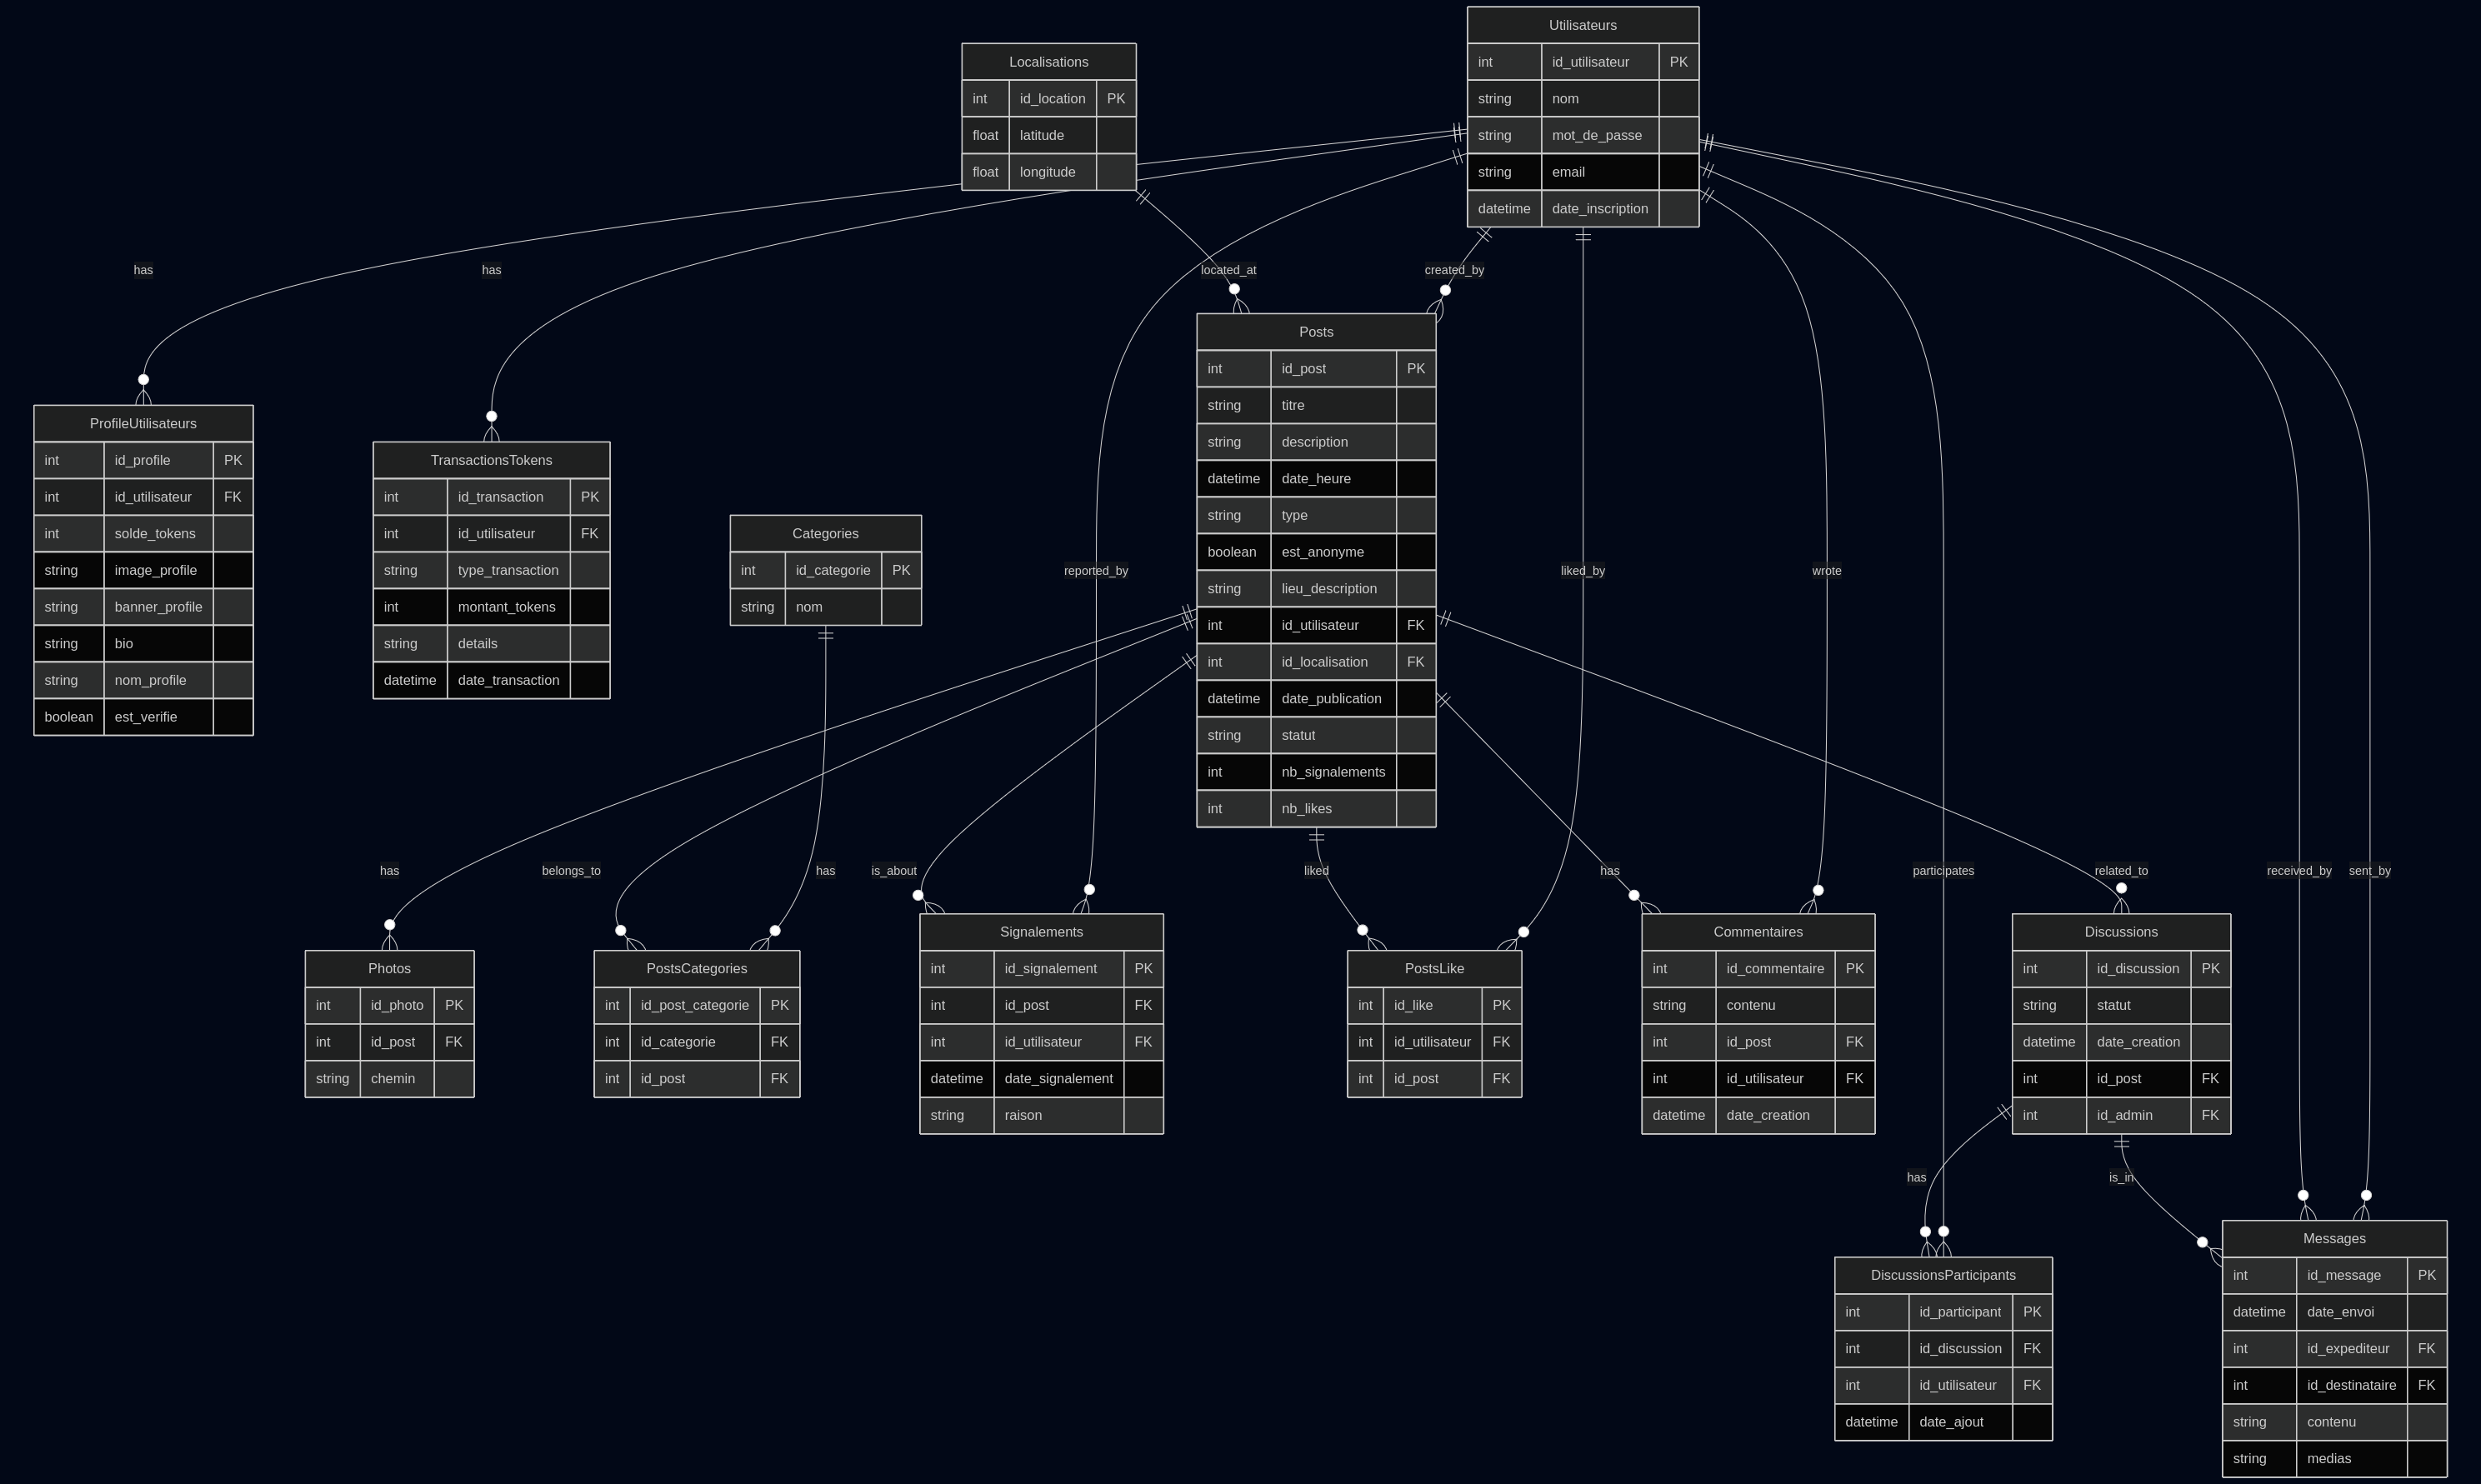 Utilisateurs
int id_utilisateur PK
string nom
string mot_de_passe
string email
datetime date_inscription
Localisations
int id_location PK
float latitude
float longitude
has
has
located_at
created_by
Posts
int id_post PK
string titre
string description
datetime date_heure
string type
boolean est_anonyme
string lieu_description
int id_utilisateur FK
int id_localisation FK
datetime date_publication
string statut
int nb_signalements
int nb_likes
ProfileUtilisateurs
int id_profile PK
int id_utilisateur FK
int solde_tokens
string image_profile
string banner_profile
string bio
string nom_profile
boolean est_verifie
TransactionsTokens
int id_transaction PK
int id_utilisateur FK
string type_transaction
int montant_tokens
string details
datetime date_transaction
Categories
int id_categorie PK
string nom
reported_by
liked_by
wrote
has
belongs_to
has
is_about
liked
has
participates
related_to
received_by
sent_by
Photos
int id_photo PK
int id_post FK
string chemin
PostsCategories
int id_post_categorie PK
int id_categorie FK
int id_post FK
Signalements
int id_signalement PK
int id_post FK
int id_utilisateur FK
datetime date_signalement
string raison
PostsLike
int id_like PK
int id_utilisateur FK
int id_post FK
Commentaires
int id_commentaire PK
string contenu
int id_post FK
int id_utilisateur FK
datetime date_creation
Discussions
int id_discussion PK
string statut
datetime date_creation
int id_post FK
int id_admin FK
has
is_in
DiscussionsParticipants
int id_participant PK
int id_discussion FK
int id_utilisateur FK
datetime date_ajout
Messages
int id_message PK
datetime date_envoi
int id_expediteur FK
int id_destinataire FK
string contenu
string medias